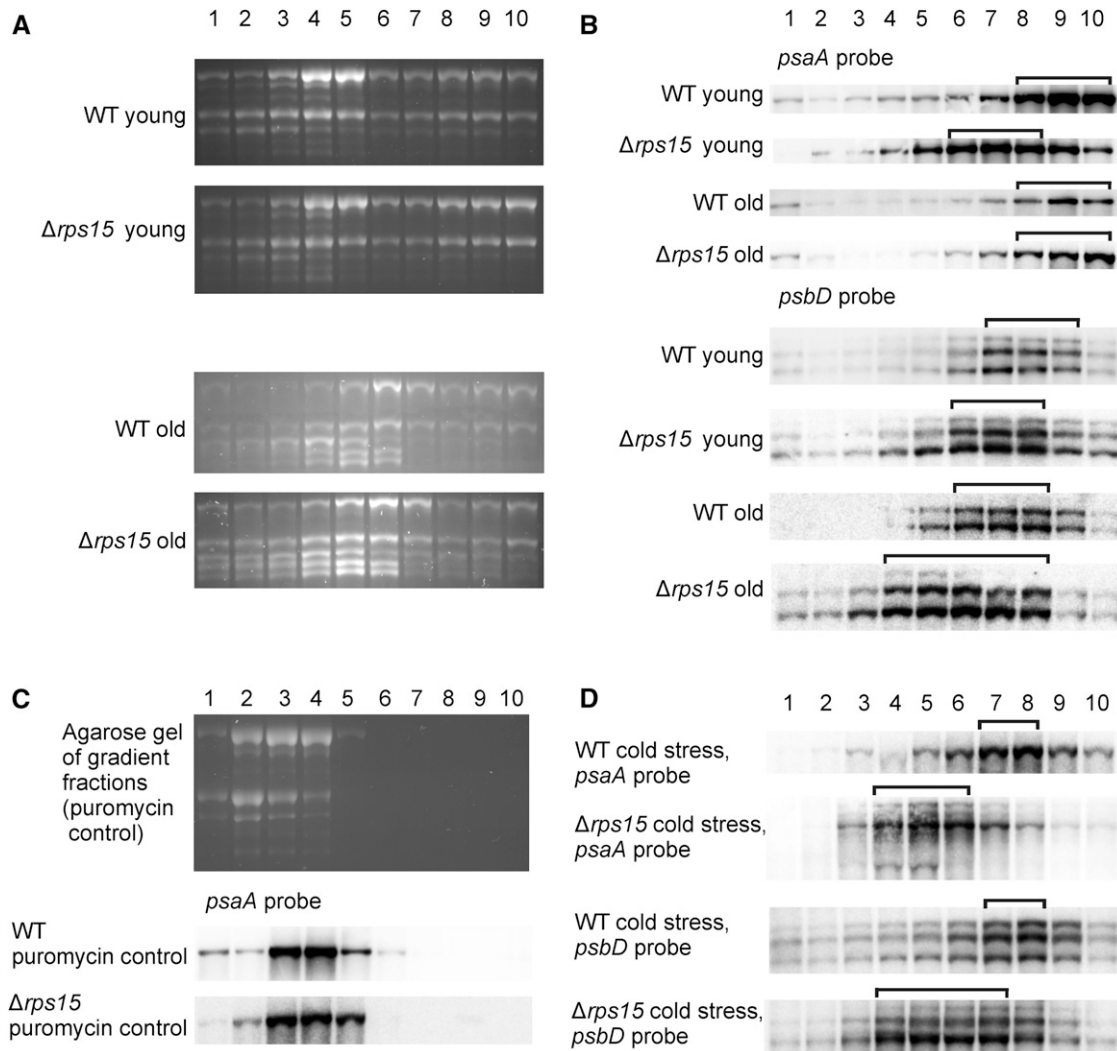 A
1 2 3 4 5 6 7 8 9 10
WT young
Δrps15 young
WT old
Δrps15 old
B
1 2 3 4 5 6 7 8 9 10
psaA probe
WT young
Δrps15 young
WT old
Δrps15 old
psbD probe
WT young
Δrps15 young
WT old
Δrps15 old
C
1 2 3 4 5 6 7 8 9 10
Agarose gel
of gradient
fractions
(puromycin
control)
psaA probe
WT
puromycin control
Δrps15
puromycin control
D
1 2 3 4 5 6 7 8 9 10
WT cold stress,
psaA probe
Δrps15 cold stress,
psaA probe
WT cold stress,
psbD probe
Δrps15 cold stress,
psbD probe